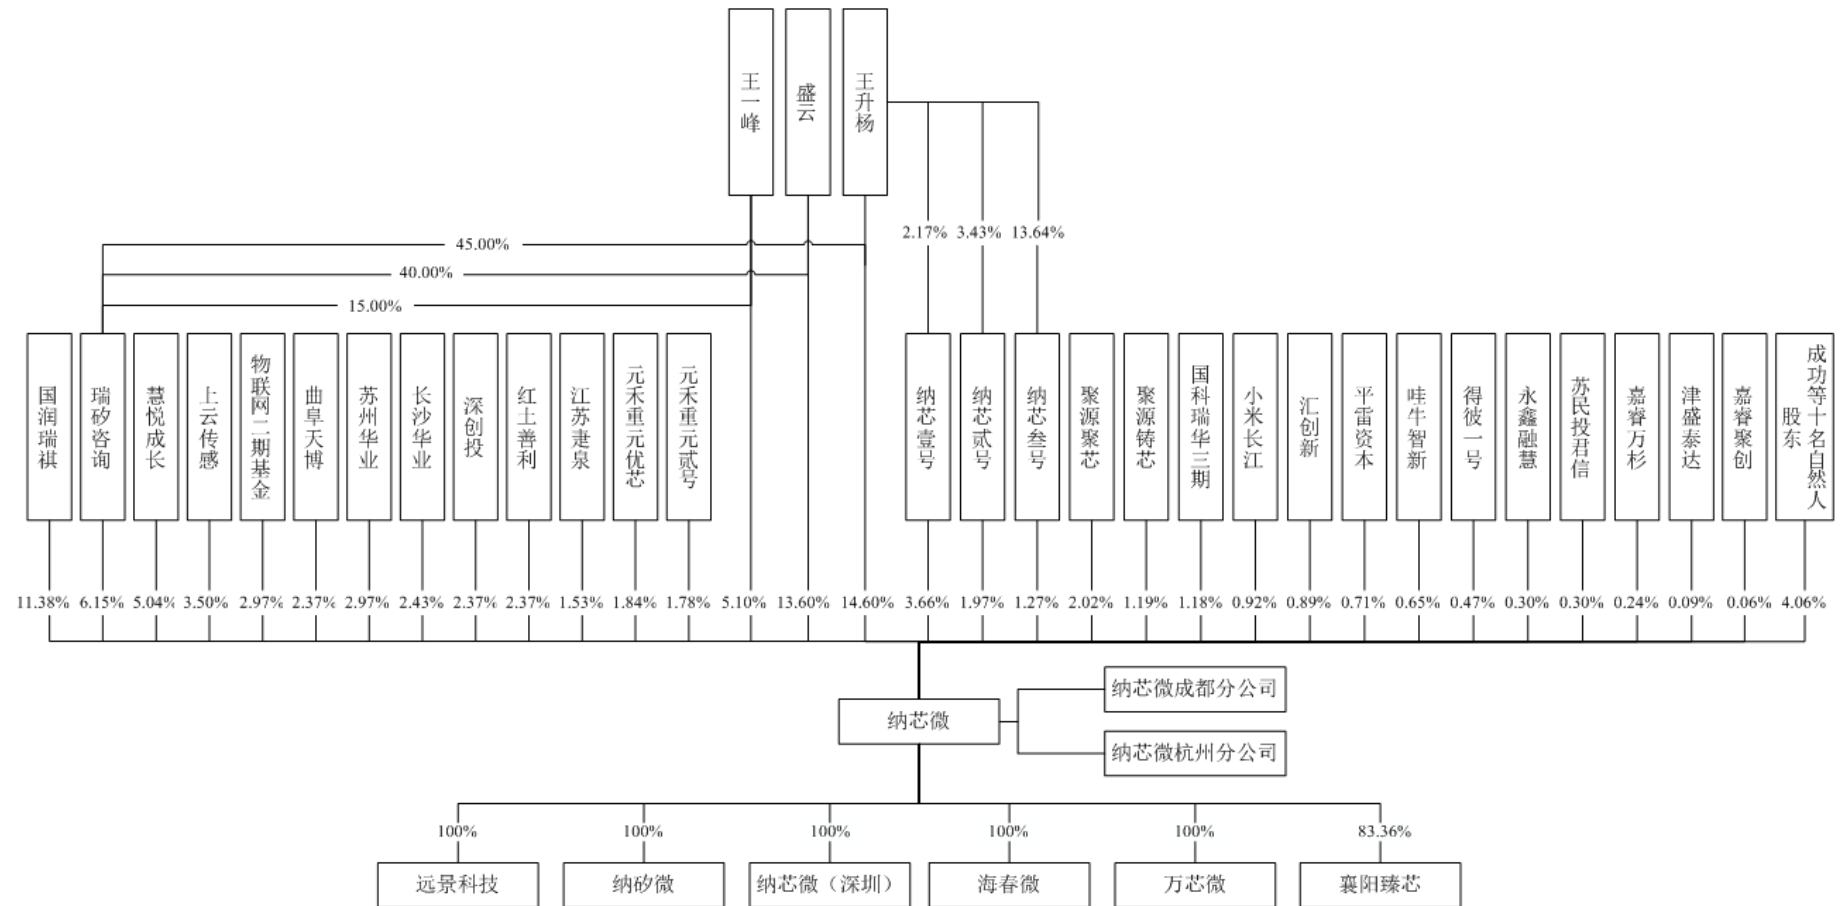 王一峰
盛云
王升杨
2.17%
3.43%
13.64%
45.00%
40.00%
15.00%
国润瑞祺
瑞矽咨询
慧悦成长
上云传感
物联网二期基金
曲阜天博
苏州华业
长沙华业
深创投
红土善利
江苏疌泉
元禾重元优芯
元禾重元贰号
纳芯壹号
纳芯贰号
纳芯叁号
聚源聚芯
聚源铸芯
国科瑞华三期
小米长江
汇创新
平雷资本
哇牛智新
得彼一号
永鑫融慧
苏民投君信
嘉睿万杉
津盛泰达
嘉睿聚创
成功等十名自然人
股东
11.38%
6.15%
5.04%
3.50%
2.97%
2.37%
2.97%
2.43%
2.37%
2.37%
1.53%
1.84%
1.78%
5.10%
13.60%
14.60%
3.66%
1.97%
1.27%
2.02%
1.19%
1.18%
0.92%
0.89%
0.71%
0.65%
0.47%
0.30%
0.30%
0.24%
0.09%
0.06%
4.06%
纳芯微成都分公司
纳芯微
纳芯微杭州分公司
100%
100%
100%
100%
100%
83.36%
远景科技
纳矽微
纳芯微（深圳）
海春微
万芯微
襄阳臻芯